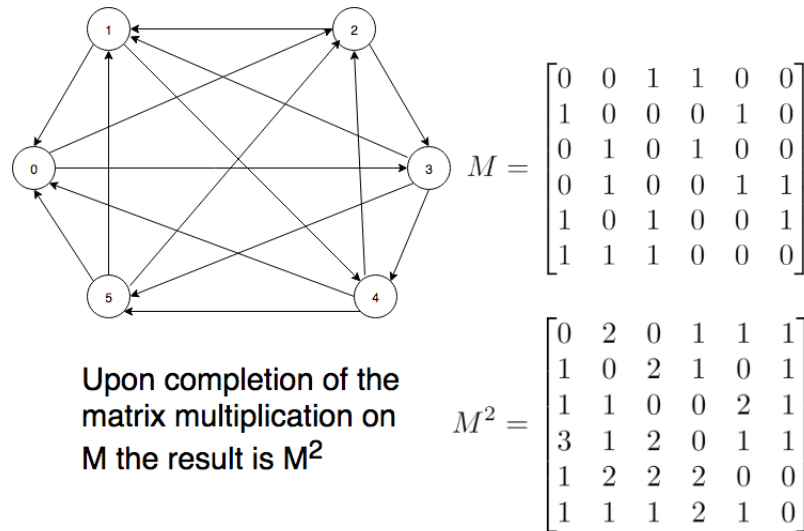 1
2
0
3
5
4
M =
0 0 1 1 0 0
1 0 0 0 1 0
0 1 0 1 0 0
0 1 0 0 1 1
1 0 1 0 0 1
1 1 1 0 0 0
Upon completion of the
matrix multiplication on
M the result is M²
M² =
0 2 0 1 1 1
1 0 2 1 0 1
1 1 0 0 2 1
3 1 2 0 1 1
1 2 2 2 0 0
1 1 1 2 1 0